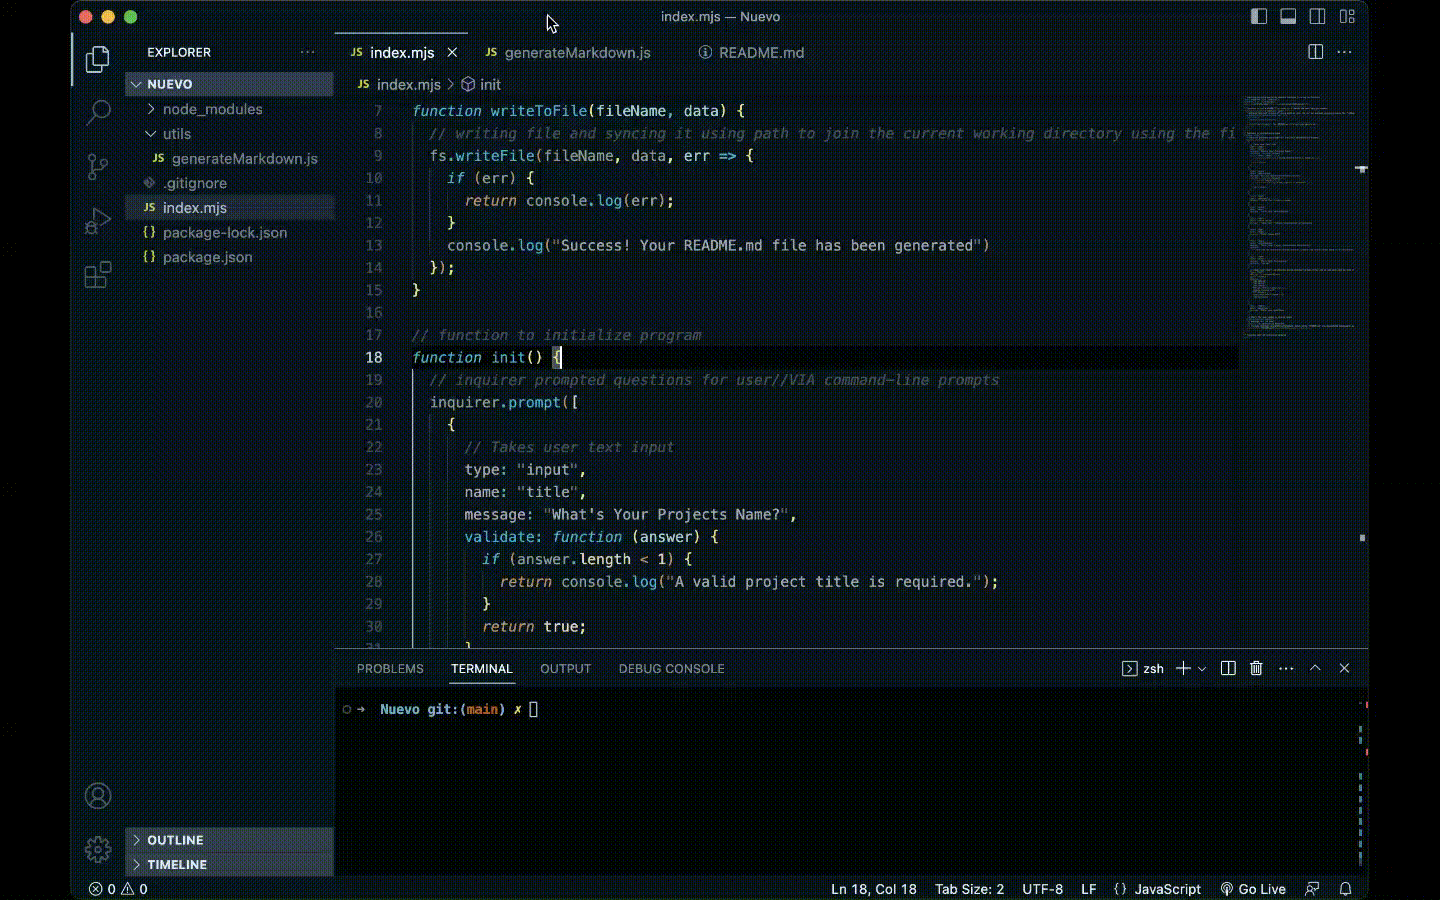 index.mjs — Nuevo
EXPLORER
NUEVO
node_modules
utils
JS generateMarkdown.js
.gitignore
JS index.mjs
{} package-lock.json
{} package.json
OUTLINE
TIMELINE
JS index.mjs
JS generateMarkdown.js
README.md
JS index.mjs > init
7 function writeToFile(fileName, data) {
8 // writing file and syncing it using path to join the current working directory using the fi
9 fs.writeFile(fileName, data, err => {
10 if (err) {
11 return console.log(err);
12 }
13 console.log("Success! Your README.md file has been generated")
14 });
15 }
16
17 // function to initialize program
18 function init() {
19 // inquirer prompted questions for user//VIA command-line prompts
20 inquirer.prompt([
21 {
22 // Takes user text input
23 type: "input",
24 name: "title",
25 message: "What's Your Projects Name?",
26 validate: function (answer) {
27 if (answer.length < 1) {
28 return console.log("A valid project title is required.");
29 }
30 return true;
31 }
PROBLEMS TERMINAL OUTPUT DEBUG CONSOLE
zsh
→ Nuevo git:(main) ✗
0 0
Ln 18, Col 18 Tab Size: 2 UTF-8 LF {} JavaScript Go Live